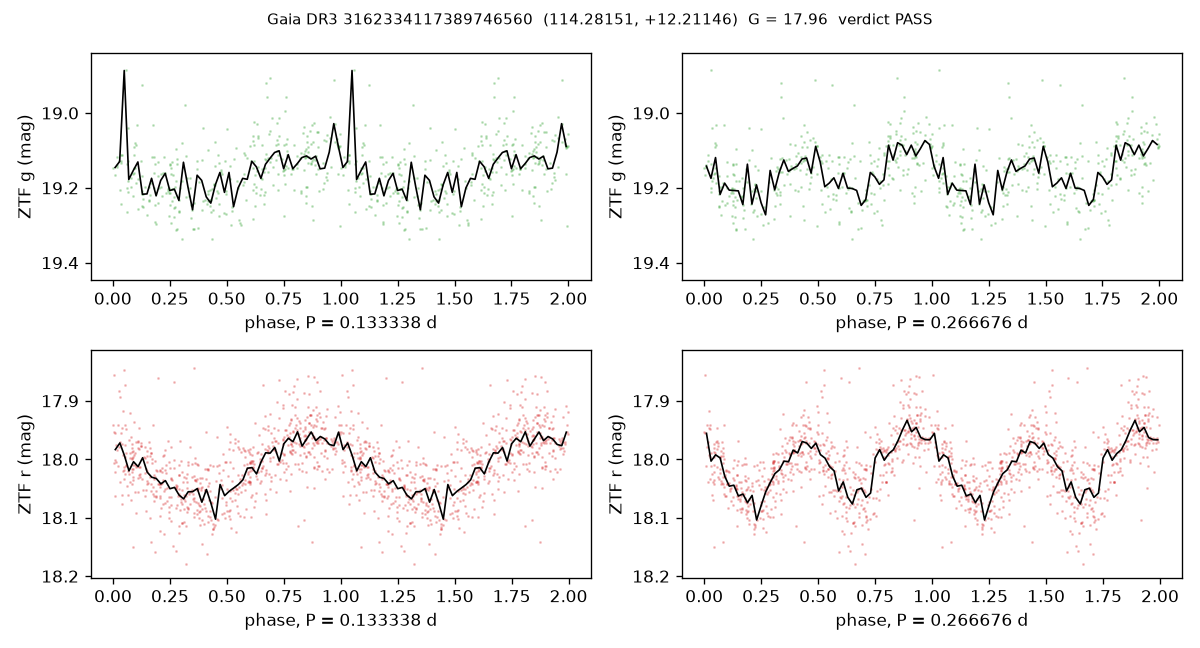 Gaia DR3 3162334117389746560 (114.28151, +12.21146) G = 17.96 verdict PASS
ZTF g (mag)
19.0
19.2
19.4
0.00 0.25 0.50 0.75 1.00 1.25 1.50 1.75 2.00
phase, P = 0.133338 d
ZTF g (mag)
19.0
19.2
19.4
0.00 0.25 0.50 0.75 1.00 1.25 1.50 1.75 2.00
phase, P = 0.266676 d
ZTF r (mag)
17.9
18.0
18.1
18.2
0.00 0.25 0.50 0.75 1.00 1.25 1.50 1.75 2.00
phase, P = 0.133338 d
ZTF r (mag)
17.9
18.0
18.1
18.2
0.00 0.25 0.50 0.75 1.00 1.25 1.50 1.75 2.00
phase, P = 0.266676 d